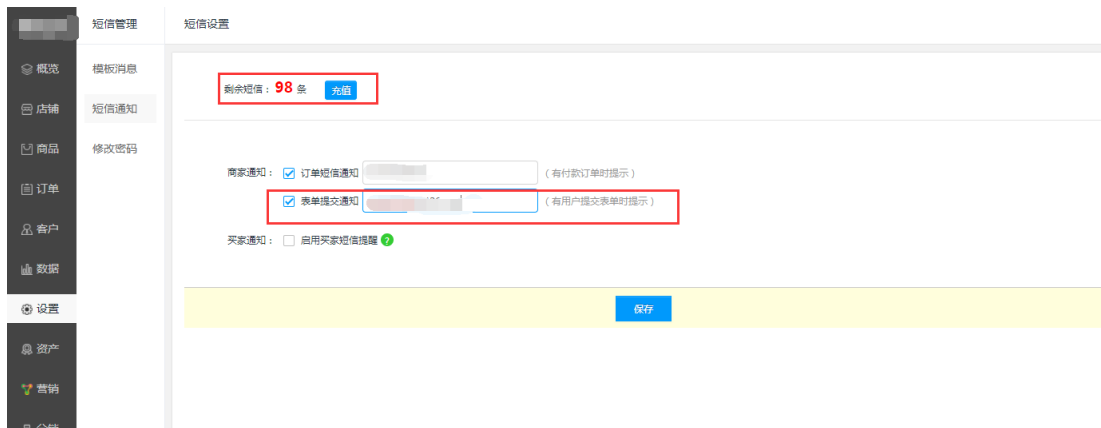 短信管理
短信设置
概览
模板消息
剩余短信：98 条
充值
店铺
短信通知
商品
修改密码
商家通知：
订单短信通知
(有付款订单时提示)
订单
表单提交通知
(有用户提交表单时提示)
客户
买家通知：
启用买家短信提醒
?
数据
设置
保存
资产
营销